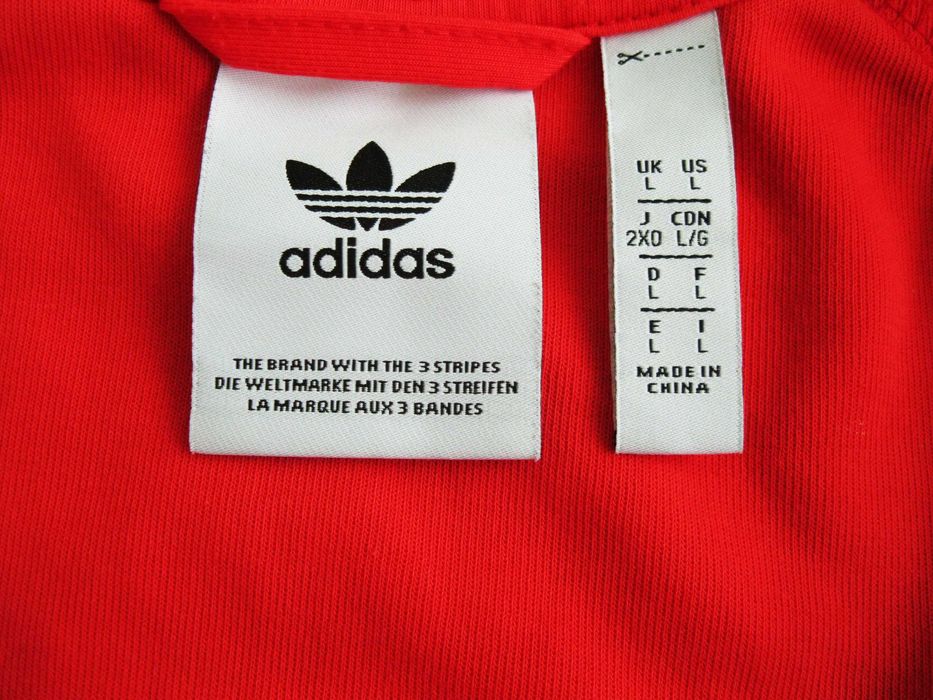 adidas
THE BRAND WITH THE 3 STRIPES
DIE WELTMARKE MIT DEN 3 STREIFEN
LA MARQUE AUX 3 BANDES
UK US
L L
J CDN
2XO L/G
D F
L L
E I
L L
MADE IN
CHINA